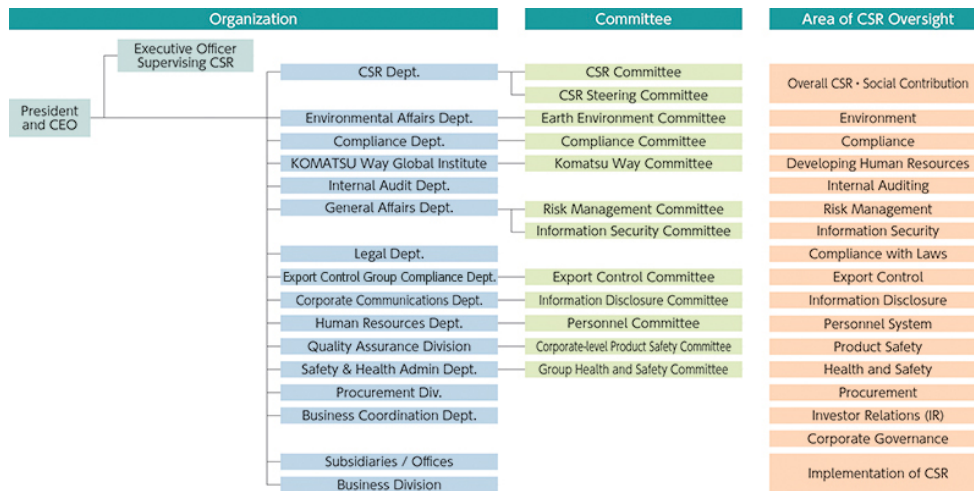 Organization
Committee
Area of CSR Oversight
Executive Officer
Supervising CSR
President
and CEO
CSR Dept.
CSR Committee
CSR Steering Committee
Overall CSR・Social Contribution
Environmental Affairs Dept.
Earth Environment Committee
Environment
Compliance Dept.
Compliance Committee
Compliance
KOMATSU Way Global Institute
Komatsu Way Committee
Developing Human Resources
Internal Audit Dept.
Internal Auditing
General Affairs Dept.
Risk Management Committee
Risk Management
Information Security Committee
Information Security
Legal Dept.
Compliance with Laws
Export Control Group Compliance Dept.
Export Control Committee
Export Control
Corporate Communications Dept.
Information Disclosure Committee
Information Disclosure
Human Resources Dept.
Personnel Committee
Personnel System
Quality Assurance Division
Corporate-level Product Safety Committee
Product Safety
Safety & Health Admin Dept.
Group Health and Safety Committee
Health and Safety
Procurement Div.
Procurement
Business Coordination Dept.
Investor Relations (IR)
Corporate Governance
Subsidiaries / Offices
Business Division
Implementation of CSR